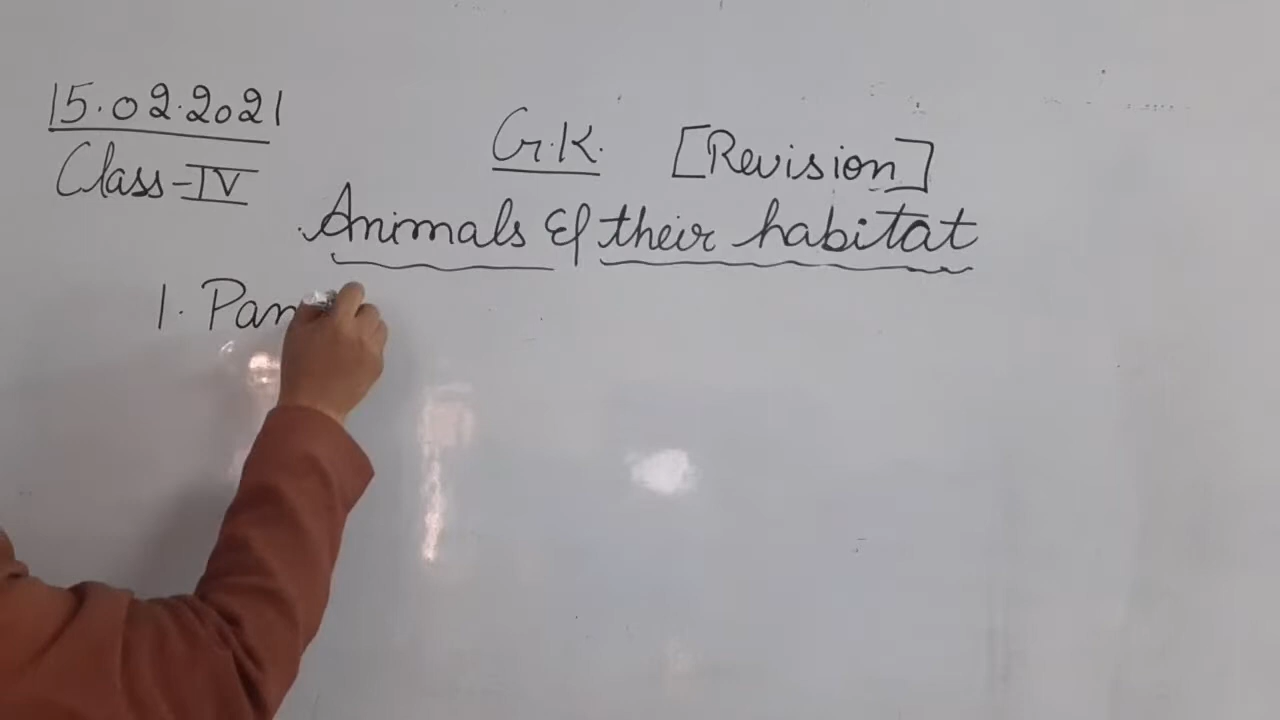 15.02.2021
G.K. [Revision]
Class-IV
Animals & their habitat
1. Pan